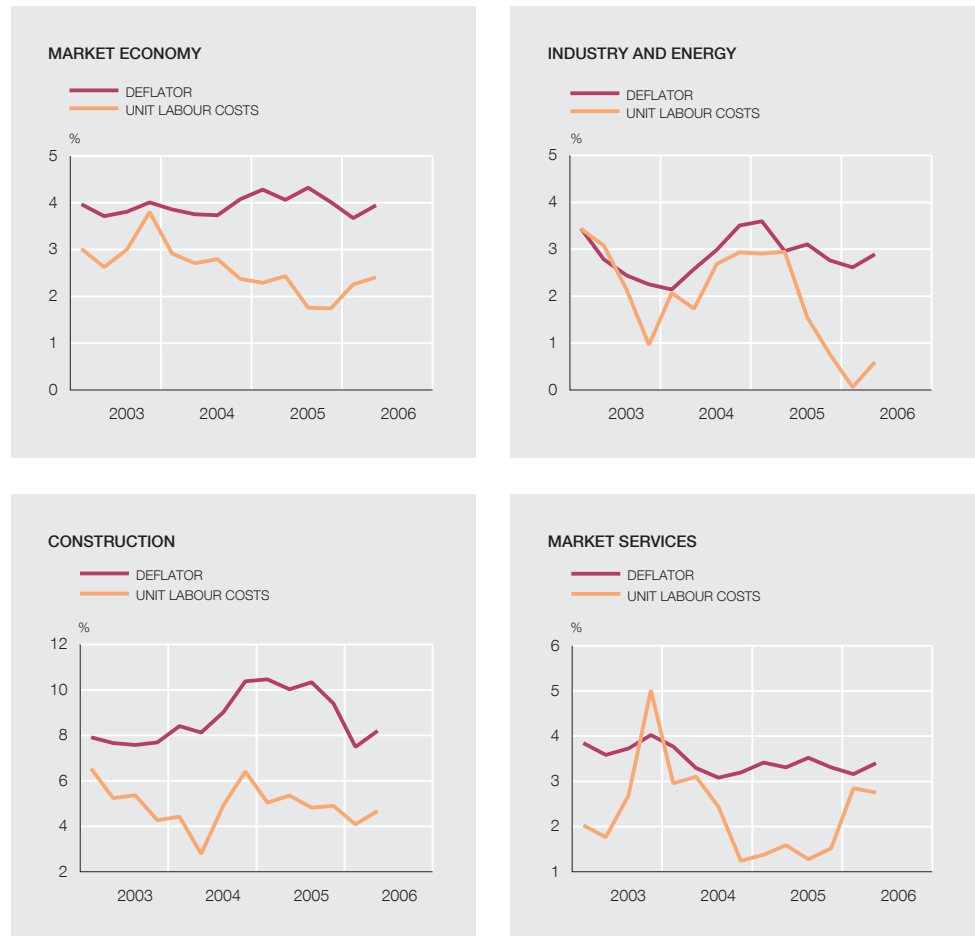 MARKET ECONOMY
DEFLATOR
UNIT LABOUR COSTS
%
5
4
3
2
1
0
2003 2004 2005 2006
INDUSTRY AND ENERGY
DEFLATOR
UNIT LABOUR COSTS
%
5
4
3
2
1
0
2003 2004 2005 2006
CONSTRUCTION
DEFLATOR
UNIT LABOUR COSTS
%
12
10
8
6
4
2
2003 2004 2005 2006
MARKET SERVICES
DEFLATOR
UNIT LABOUR COSTS
%
6
5
4
3
2
1
2003 2004 2005 2006